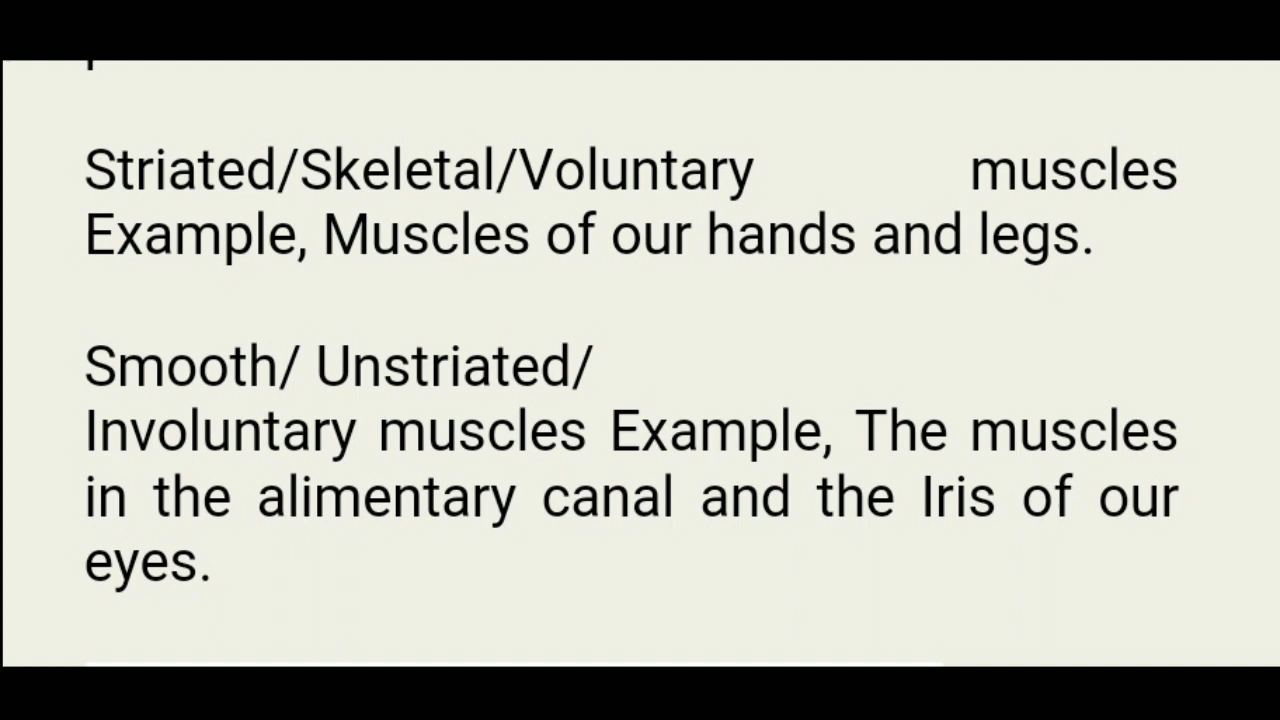 Striated/Skeletal/Voluntary muscles
Example, Muscles of our hands and legs.
Smooth/ Unstriated/
Involuntary muscles Example, The muscles
in the alimentary canal and the Iris of our
eyes.